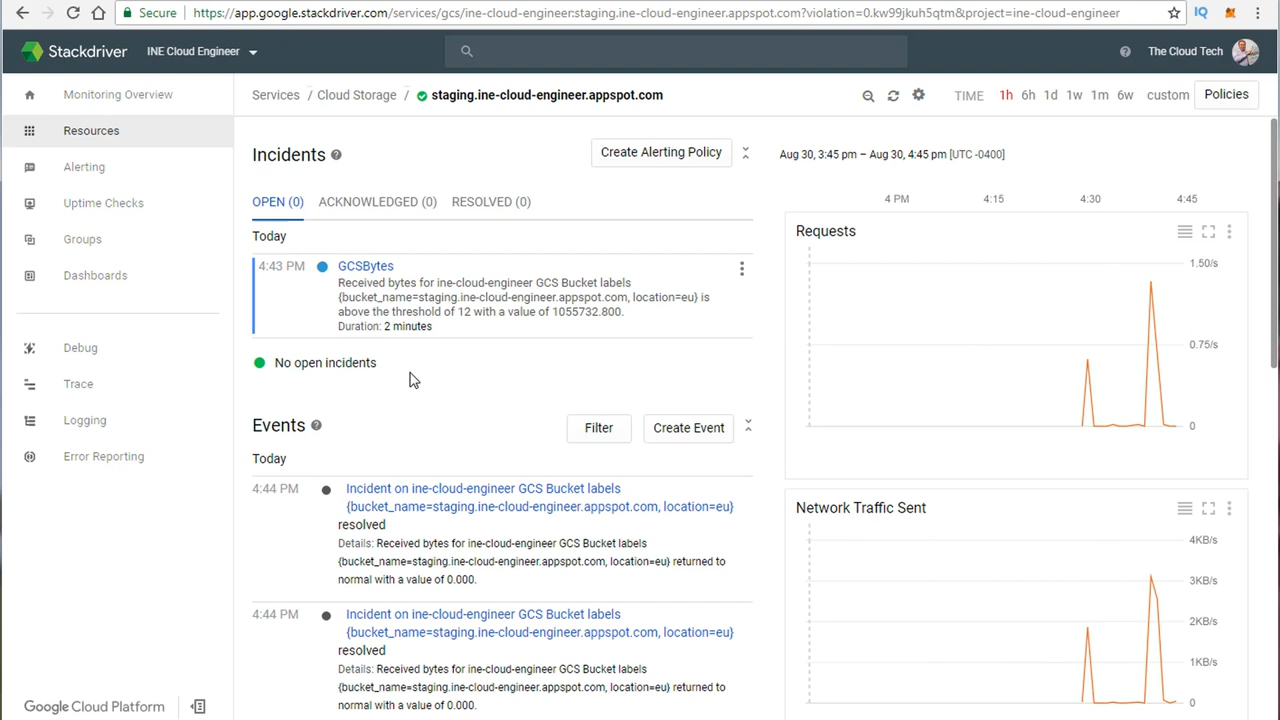 Secure
https://app.google.stackdriver.com/services/gcs/ine-cloud-engineer:staging.ine-cloud-engineer.appspot.com?violation=0.kw99jkuh5qtm&project=ine-cloud-engineer
IQ
Stackdriver
INE Cloud Engineer
The Cloud Tech
Monitoring Overview
Resources
Alerting
Uptime Checks
Groups
Dashboards
Debug
Trace
Logging
Error Reporting
Google Cloud Platform
Services / Cloud Storage / staging.ine-cloud-engineer.appspot.com
TIME 1h 6h 1d 1w 1m 6w custom
Policies
Incidents
Create Alerting Policy
OPEN (0) ACKNOWLEDGED (0) RESOLVED (0)
Today
4:43 PM GCSBytes
Received bytes for ine-cloud-engineer GCS Bucket labels
{bucket_name=staging.ine-cloud-engineer.appspot.com, location=eu} is
above the threshold of 12 with a value of 1055732.800.
Duration: 2 minutes
No open incidents
Events
Filter
Create Event
Today
4:44 PM Incident on ine-cloud-engineer GCS Bucket labels
{bucket_name=staging.ine-cloud-engineer.appspot.com, location=eu}
resolved
Details: Received bytes for ine-cloud-engineer GCS Bucket labels
{bucket_name=staging.ine-cloud-engineer.appspot.com, location=eu} returned to
normal with a value of 0.000.
4:44 PM Incident on ine-cloud-engineer GCS Bucket labels
{bucket_name=staging.ine-cloud-engineer.appspot.com, location=eu}
resolved
Details: Received bytes for ine-cloud-engineer GCS Bucket labels
{bucket_name=staging.ine-cloud-engineer.appspot.com, location=eu} returned to
normal with a value of 0.000.
Aug 30, 3:45 pm – Aug 30, 4:45 pm [UTC -0400]
4 PM 4:15 4:30 4:45
Requests
1.50/s
0.75/s
0
Network Traffic Sent
4KB/s
3KB/s
2KB/s
1KB/s
0